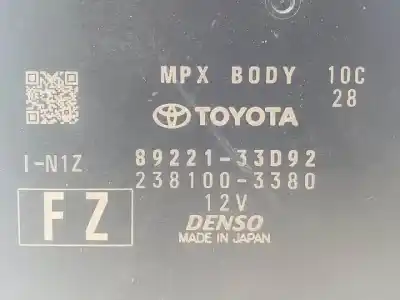 MPX BODY 10C
28
TOYOTA
I-N1Z
89221-33D92
238100-3380
12V
FZ
DENSO
MADE IN JAPAN